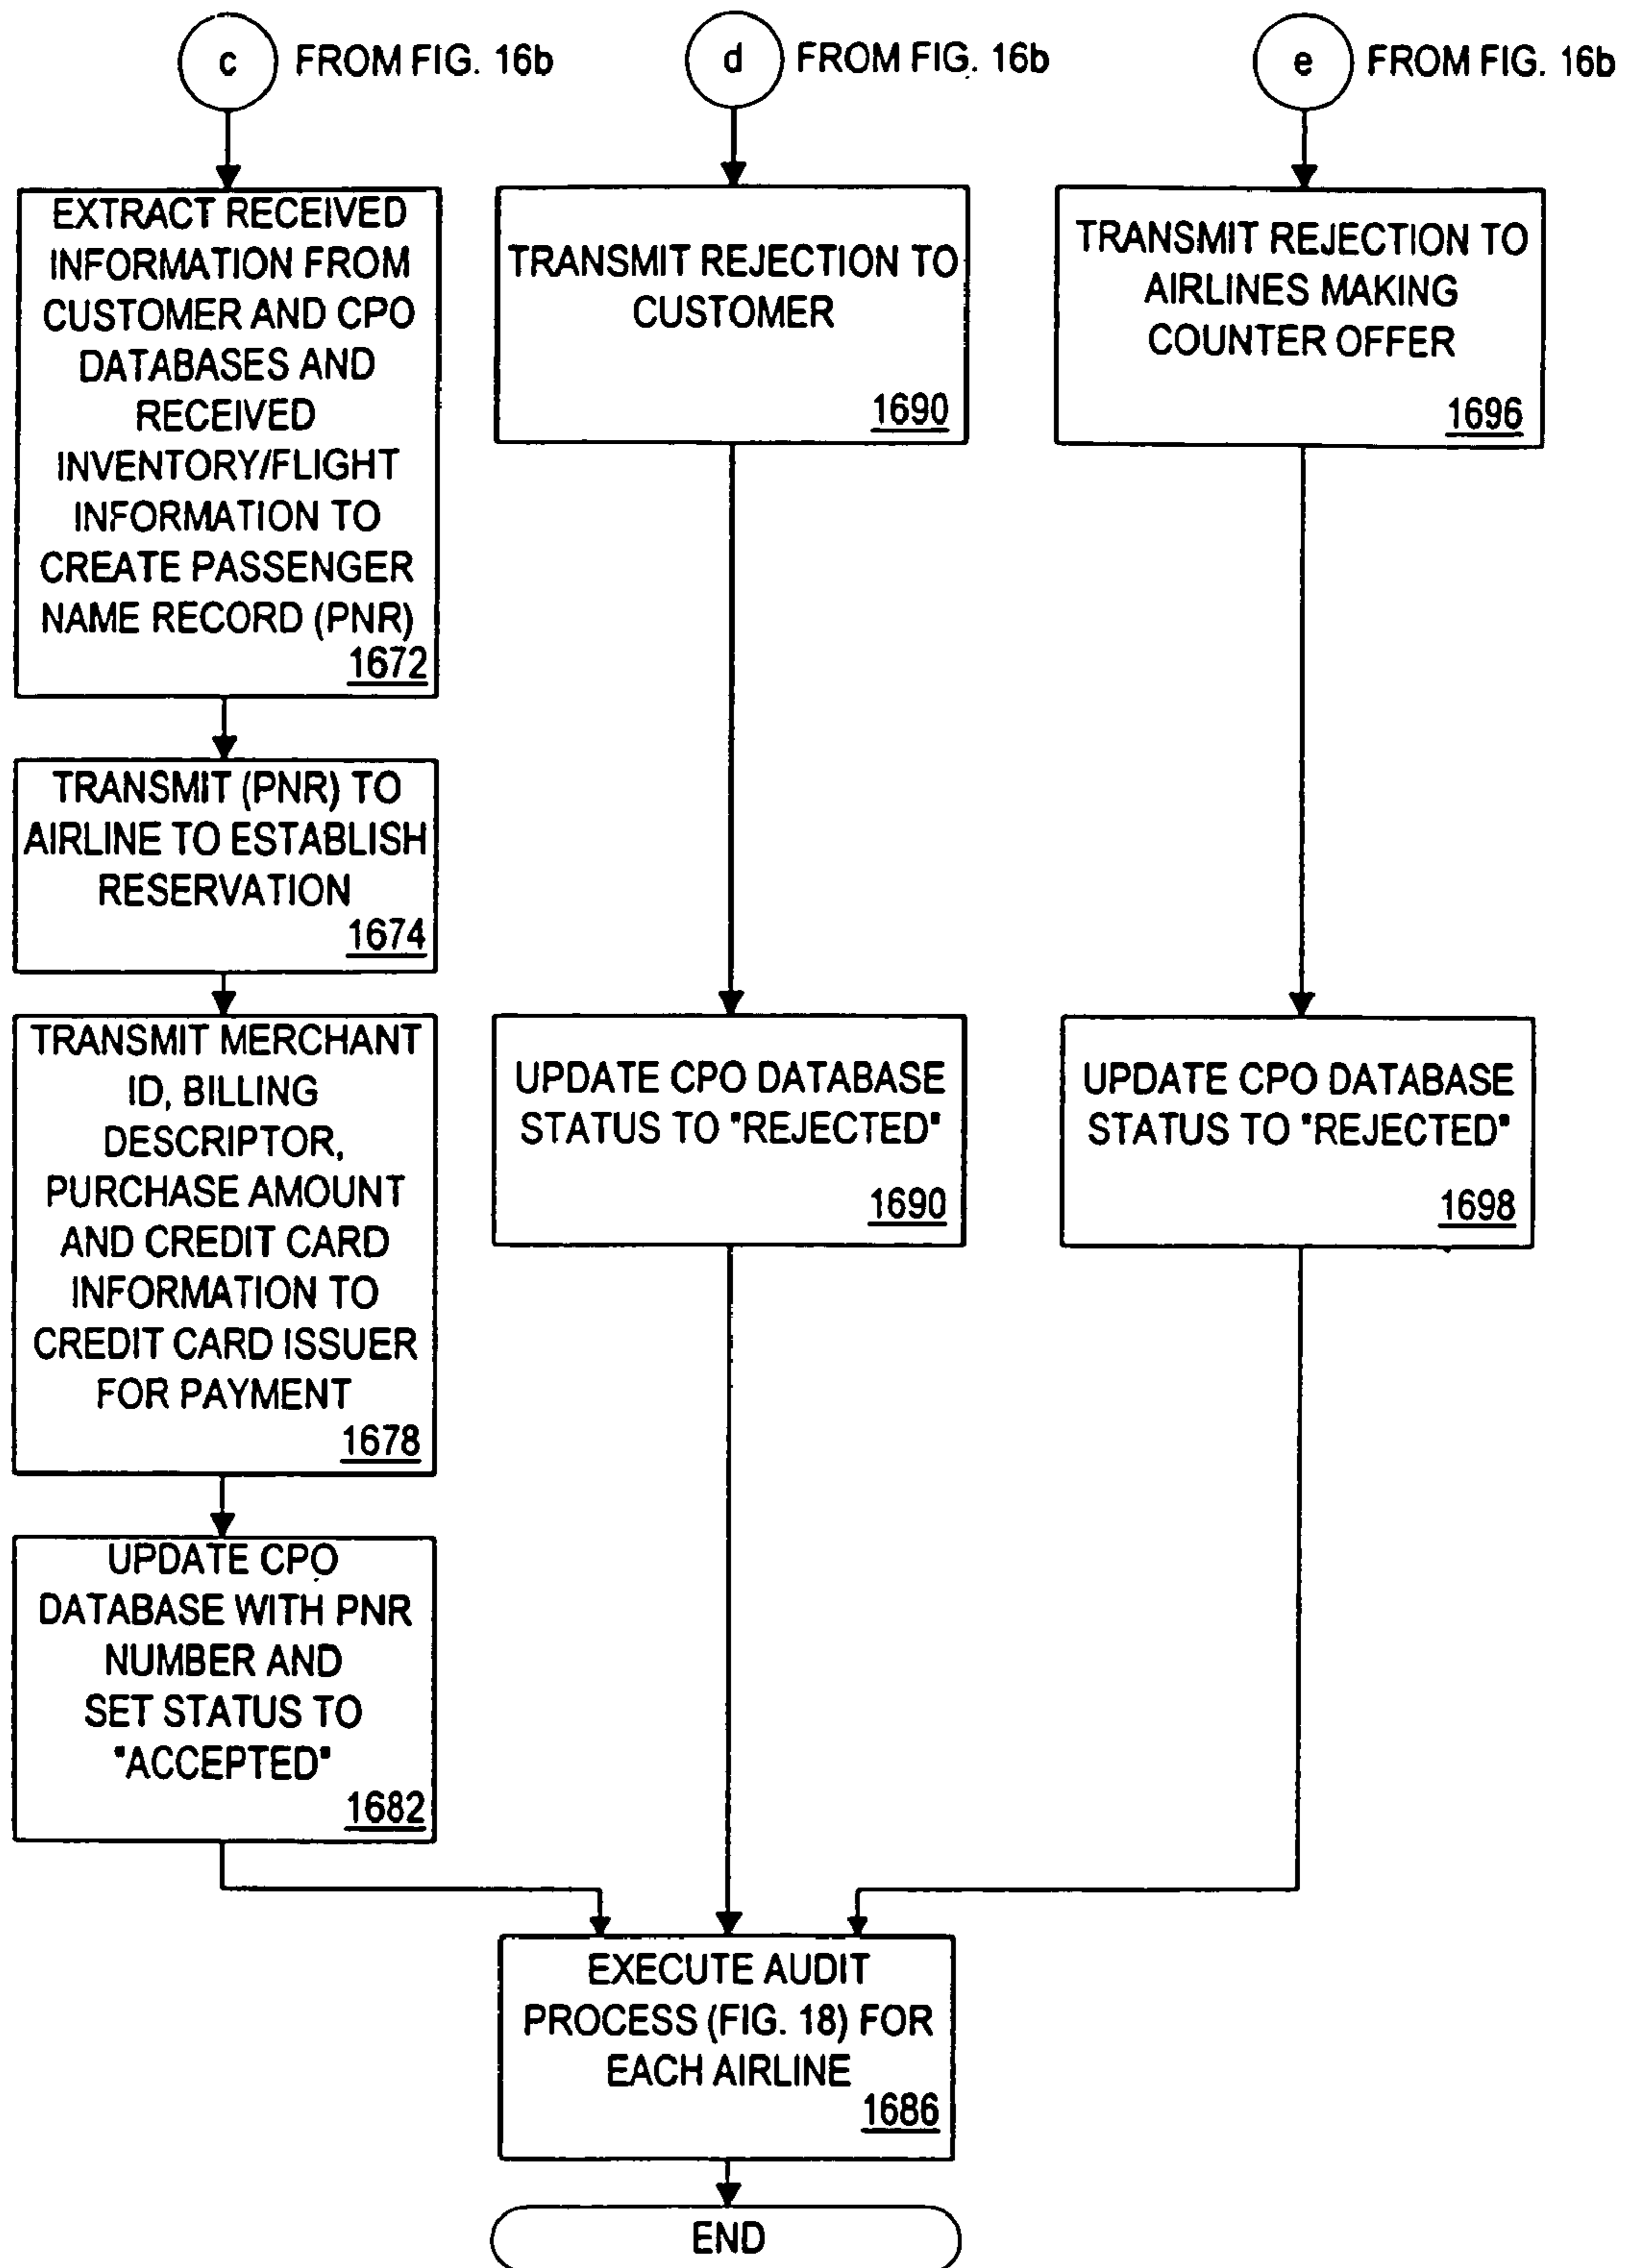 c FROM FIG. 16b
d FROM FIG. 16b
e FROM FIG. 16b
EXTRACT RECEIVED
INFORMATION FROM
CUSTOMER AND CPO
DATABASES AND
RECEIVED
INVENTORY/FLIGHT
INFORMATION TO
CREATE PASSENGER
NAME RECORD (PNR)
1672
TRANSMIT (PNR) TO
AIRLINE TO ESTABLISH
RESERVATION
1674
TRANSMIT MERCHANT
ID, BILLING
DESCRIPTOR,
PURCHASE AMOUNT
AND CREDIT CARD
INFORMATION TO
CREDIT CARD ISSUER
FOR PAYMENT
1678
UPDATE CPO
DATABASE WITH PNR
NUMBER AND
SET STATUS TO
"ACCEPTED"
1682
TRANSMIT REJECTION TO
CUSTOMER
1690
UPDATE CPO DATABASE
STATUS TO "REJECTED"
1690
TRANSMIT REJECTION TO
AIRLINES MAKING
COUNTER OFFER
1696
UPDATE CPO DATABASE
STATUS TO "REJECTED"
1698
EXECUTE AUDIT
PROCESS (FIG. 18) FOR
EACH AIRLINE
1686
END